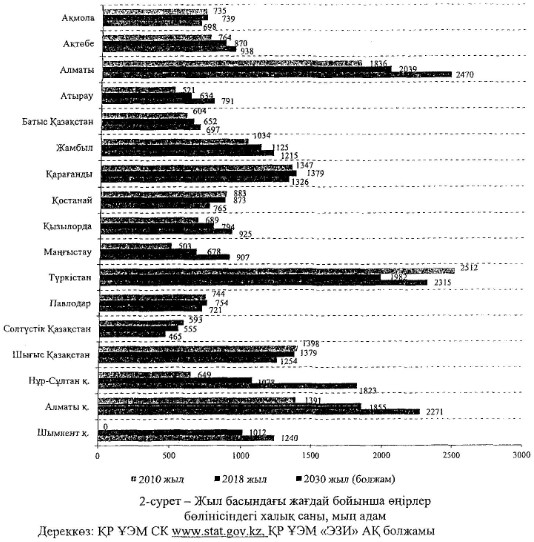 Ақмола 735 739 698
Ақтөбе 764 870 938
Алматы 1836 2039 2470
Атырау 521 634 791
Батыс Қазақстан 604 652 697
Жамбыл 1034 1125 1215
Қарағанды 1347 1379 1326
Қостанай 883 873 765
Қызылорда 689 794 925
Маңғыстау 503 678 907
Түркістан 2512 1982 2315
Павлодар 744 754 721
Солтүстік Қазақстан 593 555 465
Шығыс Қазақстан 1398 1379 1254
Нұр-Сұлтан қ. 649 1078 1823
Алматы қ. 1391 1855 2271
Шымкент қ. 0 1012 1240
0 500 1000 1500 2000 2500 3000
2010 жыл 2018 жыл 2030 жыл (болжам)
2-сурет – Жыл басындағы жағдай бойынша өңірлер
бөлінісіндегі халық саны, мың адам
Дереккөз: ҚР ҰЭМ СК www.stat.gov.kz, ҚР ҰЭМ «ЭЗИ» АҚ болжамы